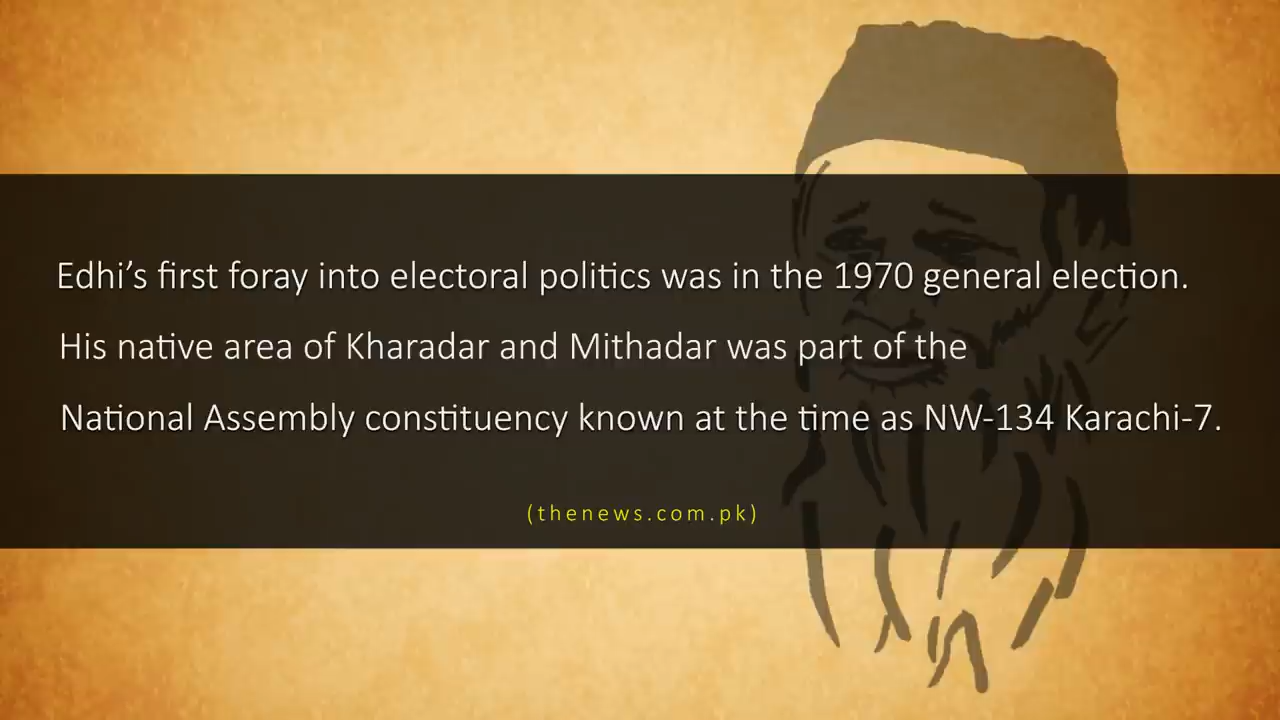 Edhi’s first foray into electoral politics was in the 1970 general election.
His native area of Kharadar and Mithadar was part of the
National Assembly constituency known at the time as NW-134 Karachi-7.
(thenews.com.pk)